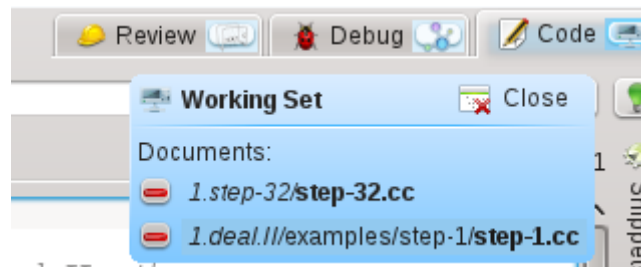 Review Debug Code
Working Set Close
Documents:
1
1.step-32/step-32.cc
1.deal.II/examples/step-1/step-1.cc